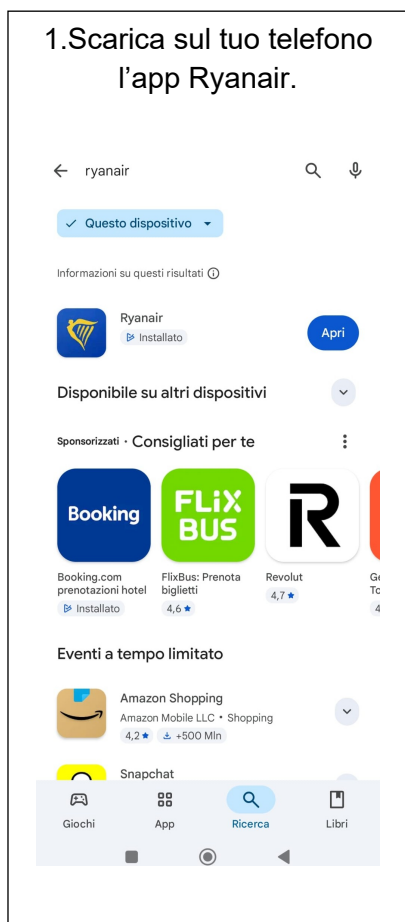 1.Scarica sul tuo telefono
l’app Ryanair.
ryanair
Questo dispositivo
Informazioni su questi risultati
Ryanair
Installato
Apri
Disponibile su altri dispositivi
Sponsorizzati · Consigliati per te
Booking
FLiX
BUS
R
Booking.com
prenotazioni hotel
Installato
FlixBus: Prenota
biglietti
4,6 ★
Revolut
4,7 ★
Ge
To
4
Eventi a tempo limitato
Amazon Shopping
Amazon Mobile LLC • Shopping
4,2 ★ +500 Mln
Snapchat
Giochi
App
Ricerca
Libri